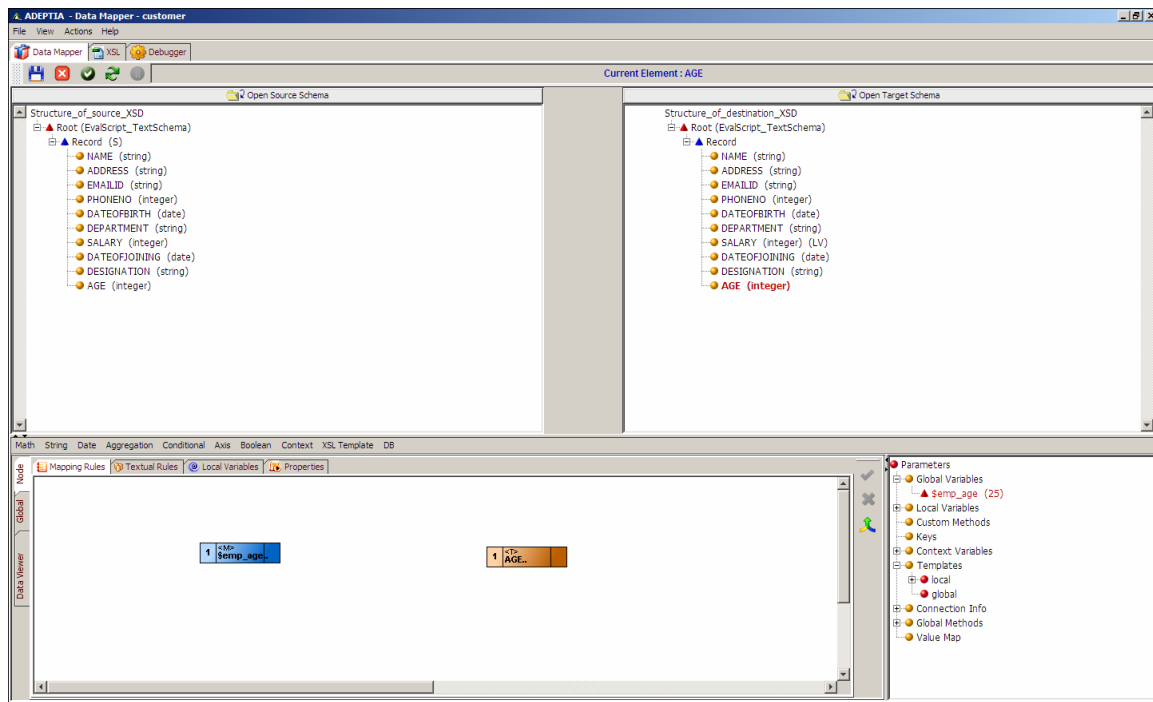 ADEPTIA - Data Mapper - customer
File View Actions Help
Data Mapper XSL Debugger
Current Element : AGE
Open Source Schema
Structure_of_source_XSD
Root (EvalScript_TextSchema)
Record (S)
NAME (string)
ADDRESS (string)
EMAILID (string)
PHONENO (integer)
DATEOFBIRTH (date)
DEPARTMENT (string)
SALARY (integer)
DATEOFJOINING (date)
DESIGNATION (string)
AGE (integer)
Open Target Schema
Structure_of_destination_XSD
Root (EvalScript_TextSchema)
Record
NAME (string)
ADDRESS (string)
EMAILID (string)
PHONENO (integer)
DATEOFBIRTH (date)
DEPARTMENT (string)
SALARY (integer) (LV)
DATEOFJOINING (date)
DESIGNATION (string)
AGE (integer)
Math String Date Aggregation Conditional Axis Boolean Context XSL Template DB
Node
Global
Data Viewer
Mapping Rules Textual Rules Local Variables Properties
1 <M> $emp_age..
1 <T> AGE..
Parameters
Global Variables
$emp_age (25)
Local Variables
Custom Methods
Keys
Context Variables
Templates
local
global
Connection Info
Global Methods
Value Map